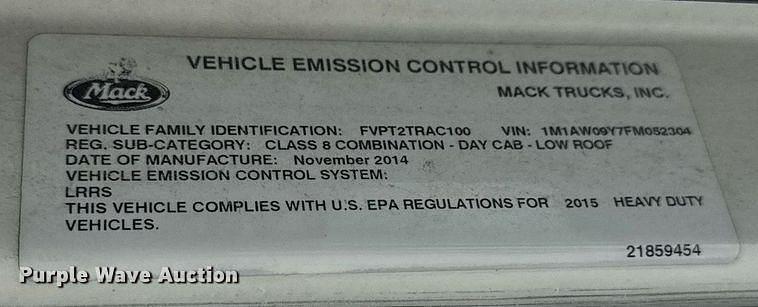 Mack
VEHICLE EMISSION CONTROL INFORMATION
MACK TRUCKS, INC.
VEHICLE FAMILY IDENTIFICATION: FVPT2TRAC100 VIN: 1M1AW09Y7FM052304
REG. SUB-CATEGORY: CLASS 8 COMBINATION - DAY CAB - LOW ROOF
DATE OF MANUFACTURE: November 2014
VEHICLE EMISSION CONTROL SYSTEM:
LRRS
THIS VEHICLE COMPLIES WITH U.S. EPA REGULATIONS FOR 2015 HEAVY DUTY
VEHICLES.
21859454
Purple Wave Auction